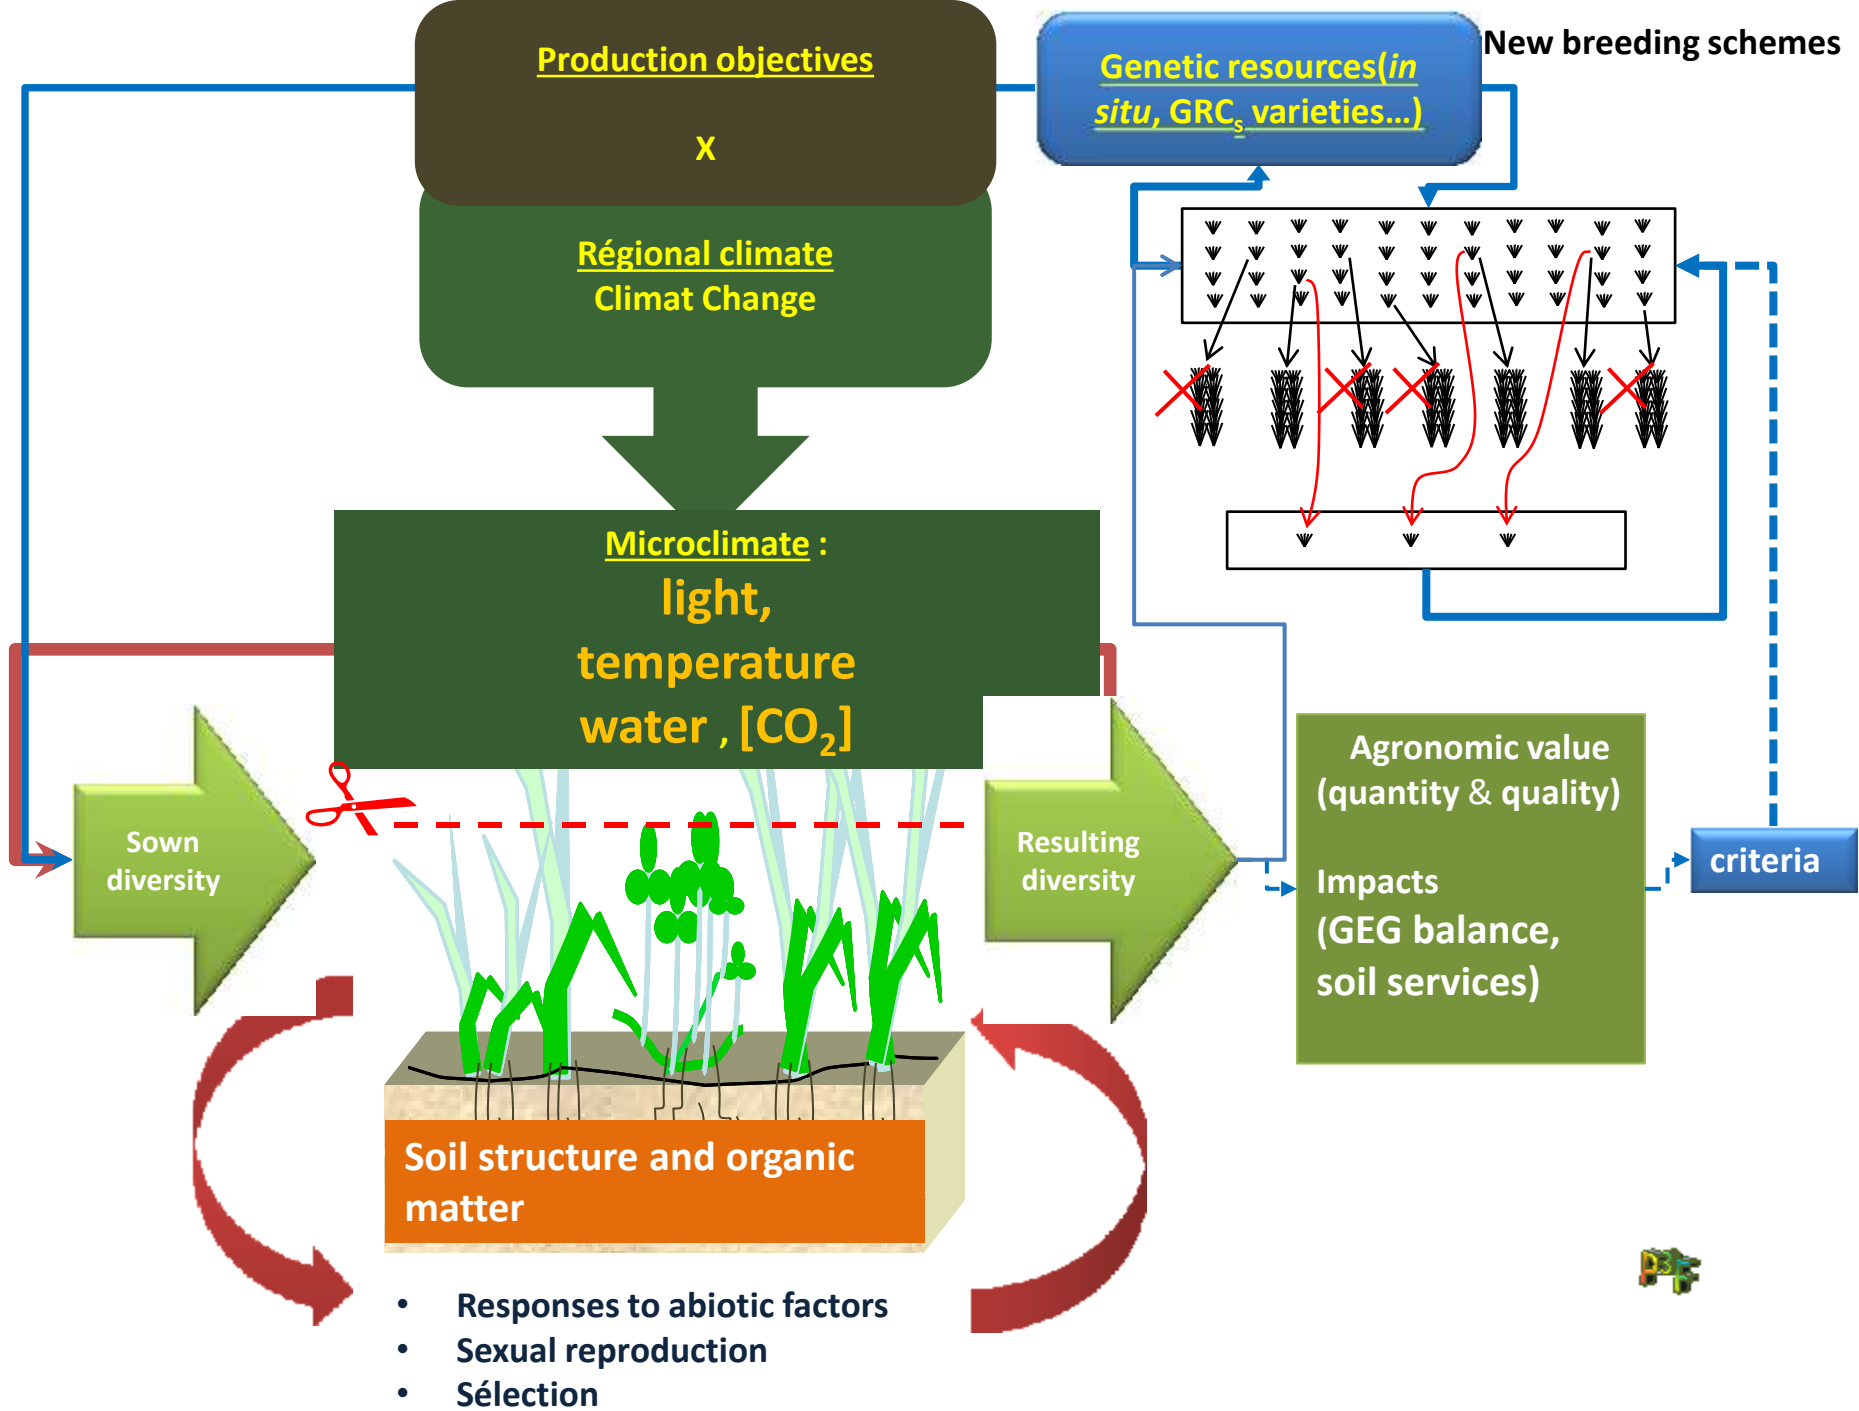 Production objectives
X
Régional climate
Climat Change
Genetic resources(in
situ, GRCs varieties...)
New breeding schemes
Microclimate :
light,
temperature
water , [CO2]
Sown
diversity
Resulting
diversity
Agronomic value
(quantity & quality)
Impacts
(GEG balance,
soil services)
criteria
Soil structure and organic
matter
• Responses to abiotic factors
• Sexual reproduction
• Sélection